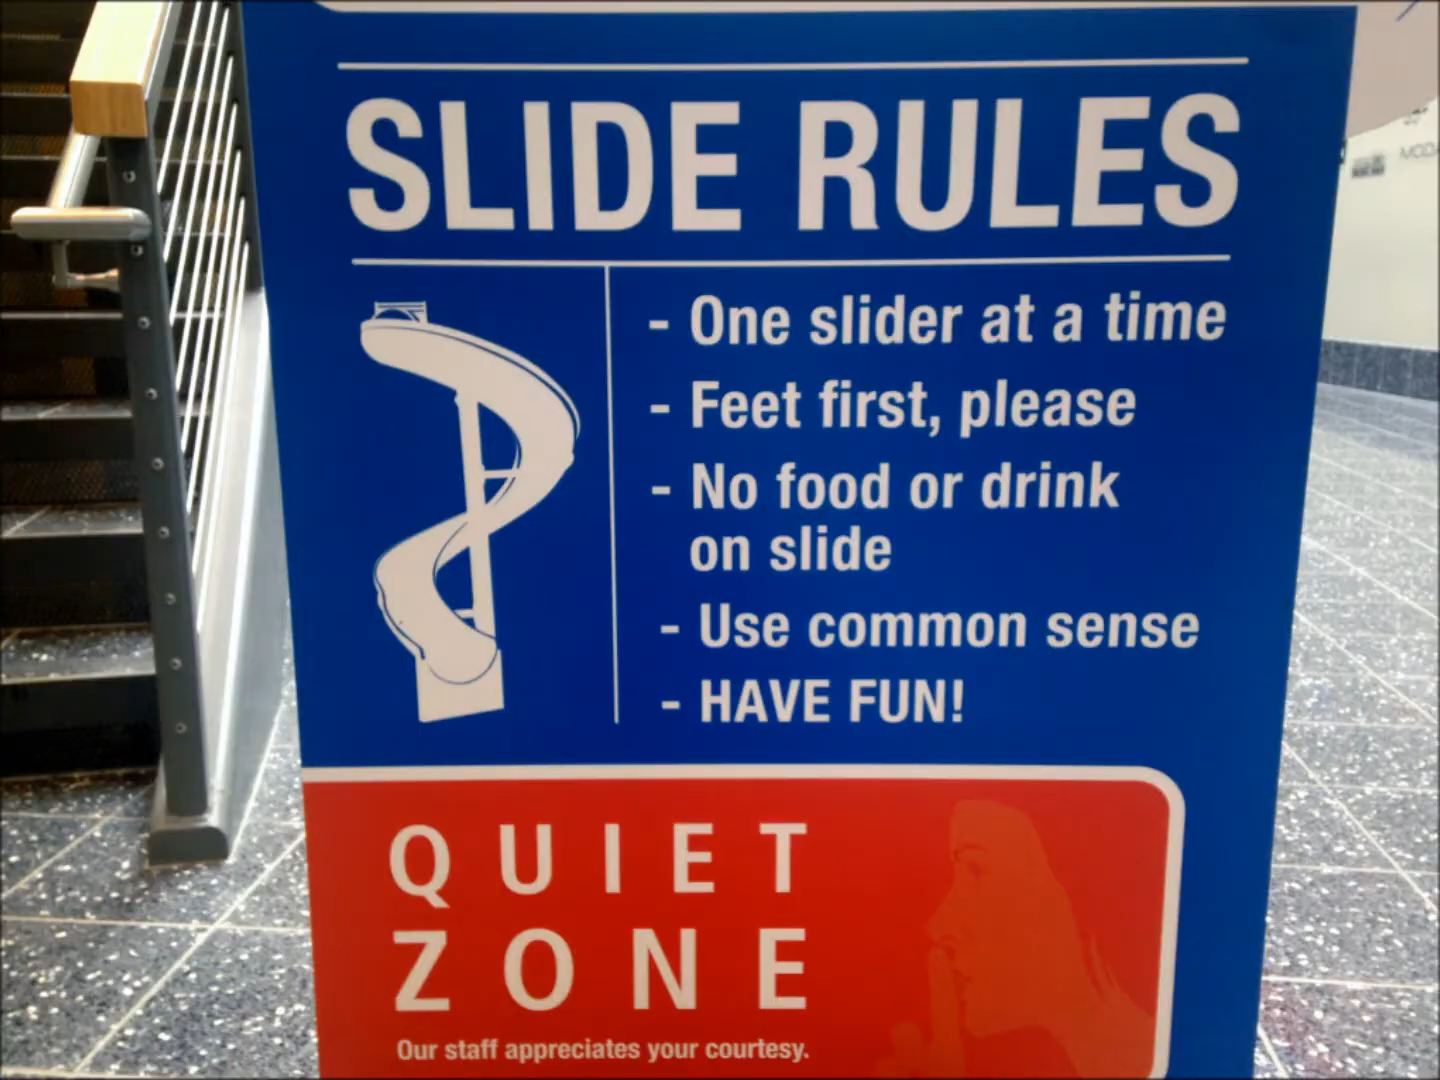 SLIDE RULES
- One slider at a time
- Feet first, please
- No food or drink
on slide
- Use common sense
- HAVE FUN!
QUIET
ZONE
Our staff appreciates your courtesy.